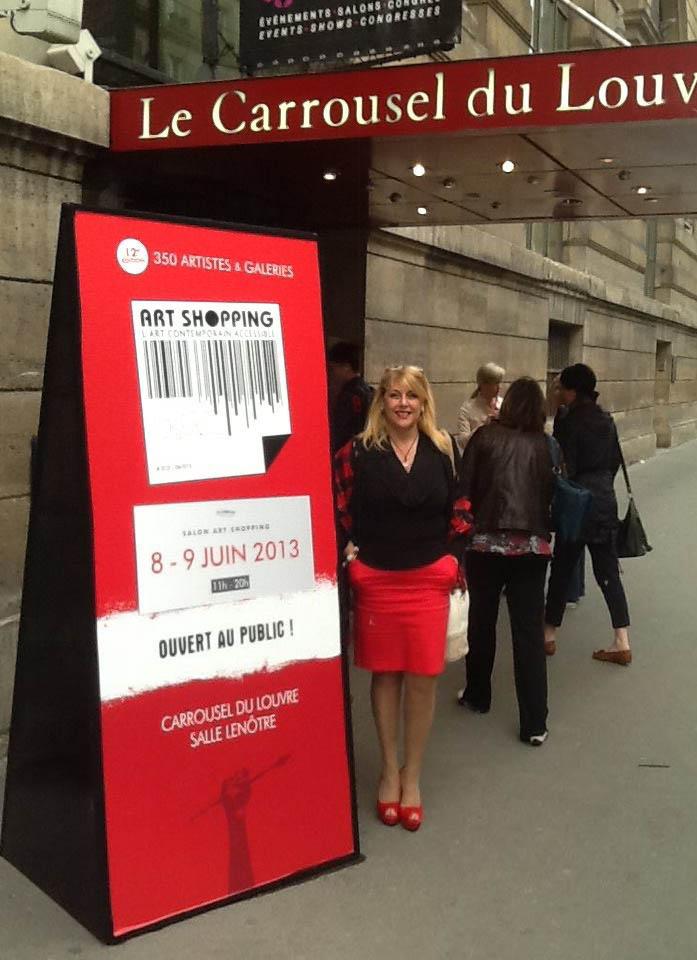 ÉVÉNEMENTS·SALONS·CONGRÈS
EVENTS·SHOWS·CONGRESSES
Le Carrousel du Louv
12e
ÉDITION
350 ARTISTES & GALERIES
ART SHOPPING
L'ART CONTEMPORAIN ACCESSIBLE
SALON ART SHOPPING
8 - 9 JUIN 2013
11h - 20h
OUVERT AU PUBLIC !
CARROUSEL DU LOUVRE
SALLE LENÔTRE